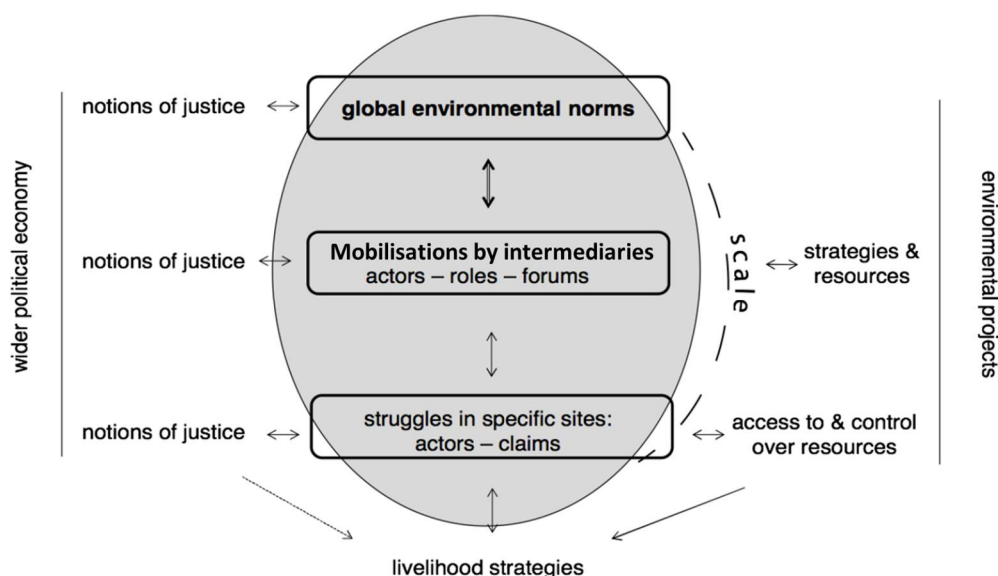 notions of justice
global environmental norms
wider political economy
environmental projects
notions of justice
Mobilisations by intermediaries
actors – roles – forums
scale
strategies &
resources
notions of justice
struggles in specific sites:
actors – claims
access to & control
over resources
livelihood strategies